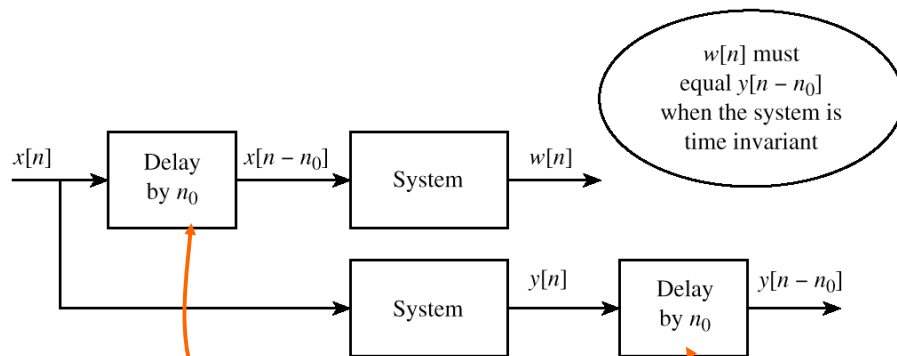 w[n] must
equal y[n − n₀]
when the system is
time invariant
x[n]
Delay
by n₀
x[n − n₀]
System
w[n]
System
y[n]
Delay
by n₀
y[n − n₀]